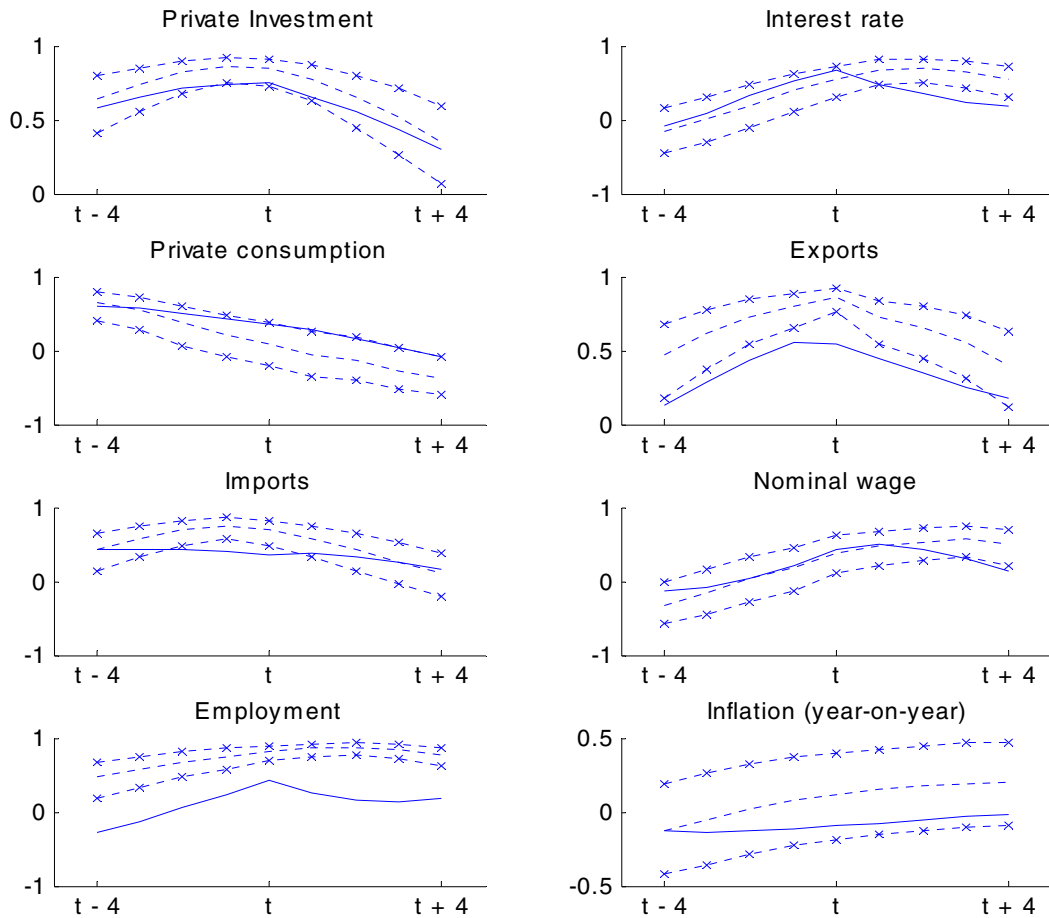 Private Investment
1
0.5
0
t - 4
t
t + 4
Interest rate
1
0
-1
t - 4
t
t + 4
Private consumption
1
0
-1
t - 4
t
t + 4
Exports
1
0.5
0
t - 4
t
t + 4
Imports
1
0
-1
t - 4
t
t + 4
Nominal wage
1
0
-1
t - 4
t
t + 4
Employment
1
0
-1
t - 4
t
t + 4
Inflation (year-on-year)
0.5
0
-0.5
t - 4
t
t + 4